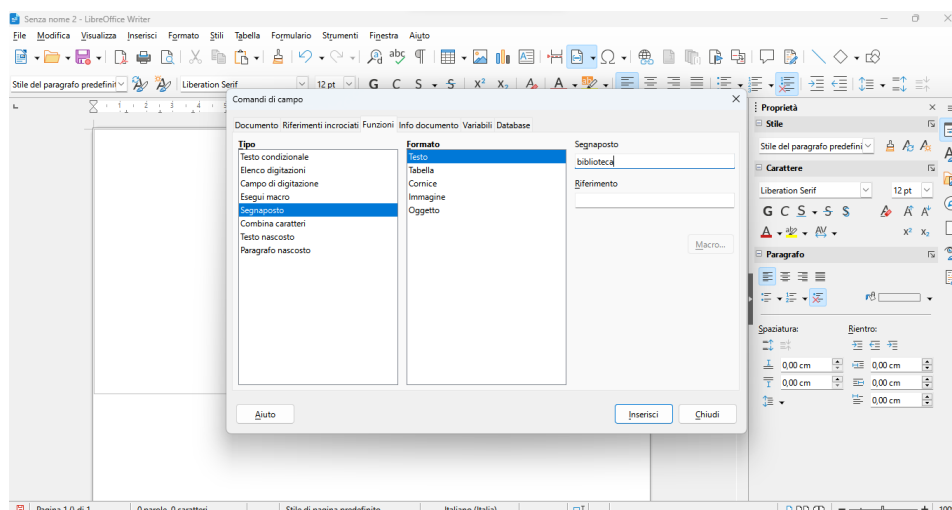 Senza nome 2 - LibreOffice Writer
File Modifica Visualizza Inserisci Formato Stili Tabella Formulario Strumenti Finestra Aiuto
Stile del paragrafo predefinit Liberation Serif 12 pt G C S S X² X₂ A A
Comandi di campo
Documento Riferimenti incrociati Funzioni Info documento Variabili Database
Tipo
Testo condizionale
Elenco digitazioni
Campo di digitazione
Esegui macro
Segnaposto
Combina caratteri
Testo nascosto
Paragrafo nascosto
Formato
Testo
Tabella
Cornice
Immagine
Oggetto
Segnaposto
biblioteca
Riferimento
Macro...
Aiuto
Inserisci
Chiudi
Proprietà
Stile
Stile del paragrafo predefini
Carattere
Liberation Serif 12 pt
G C S S S
Paragrafo
Spaziatura: Rientro:
0,00 cm 0,00 cm
0,00 cm 0,00 cm
0,00 cm
Pagina 1 di 1 0 parole, 0 caratteri Stile di pagina predefinito Italiano (Italia)